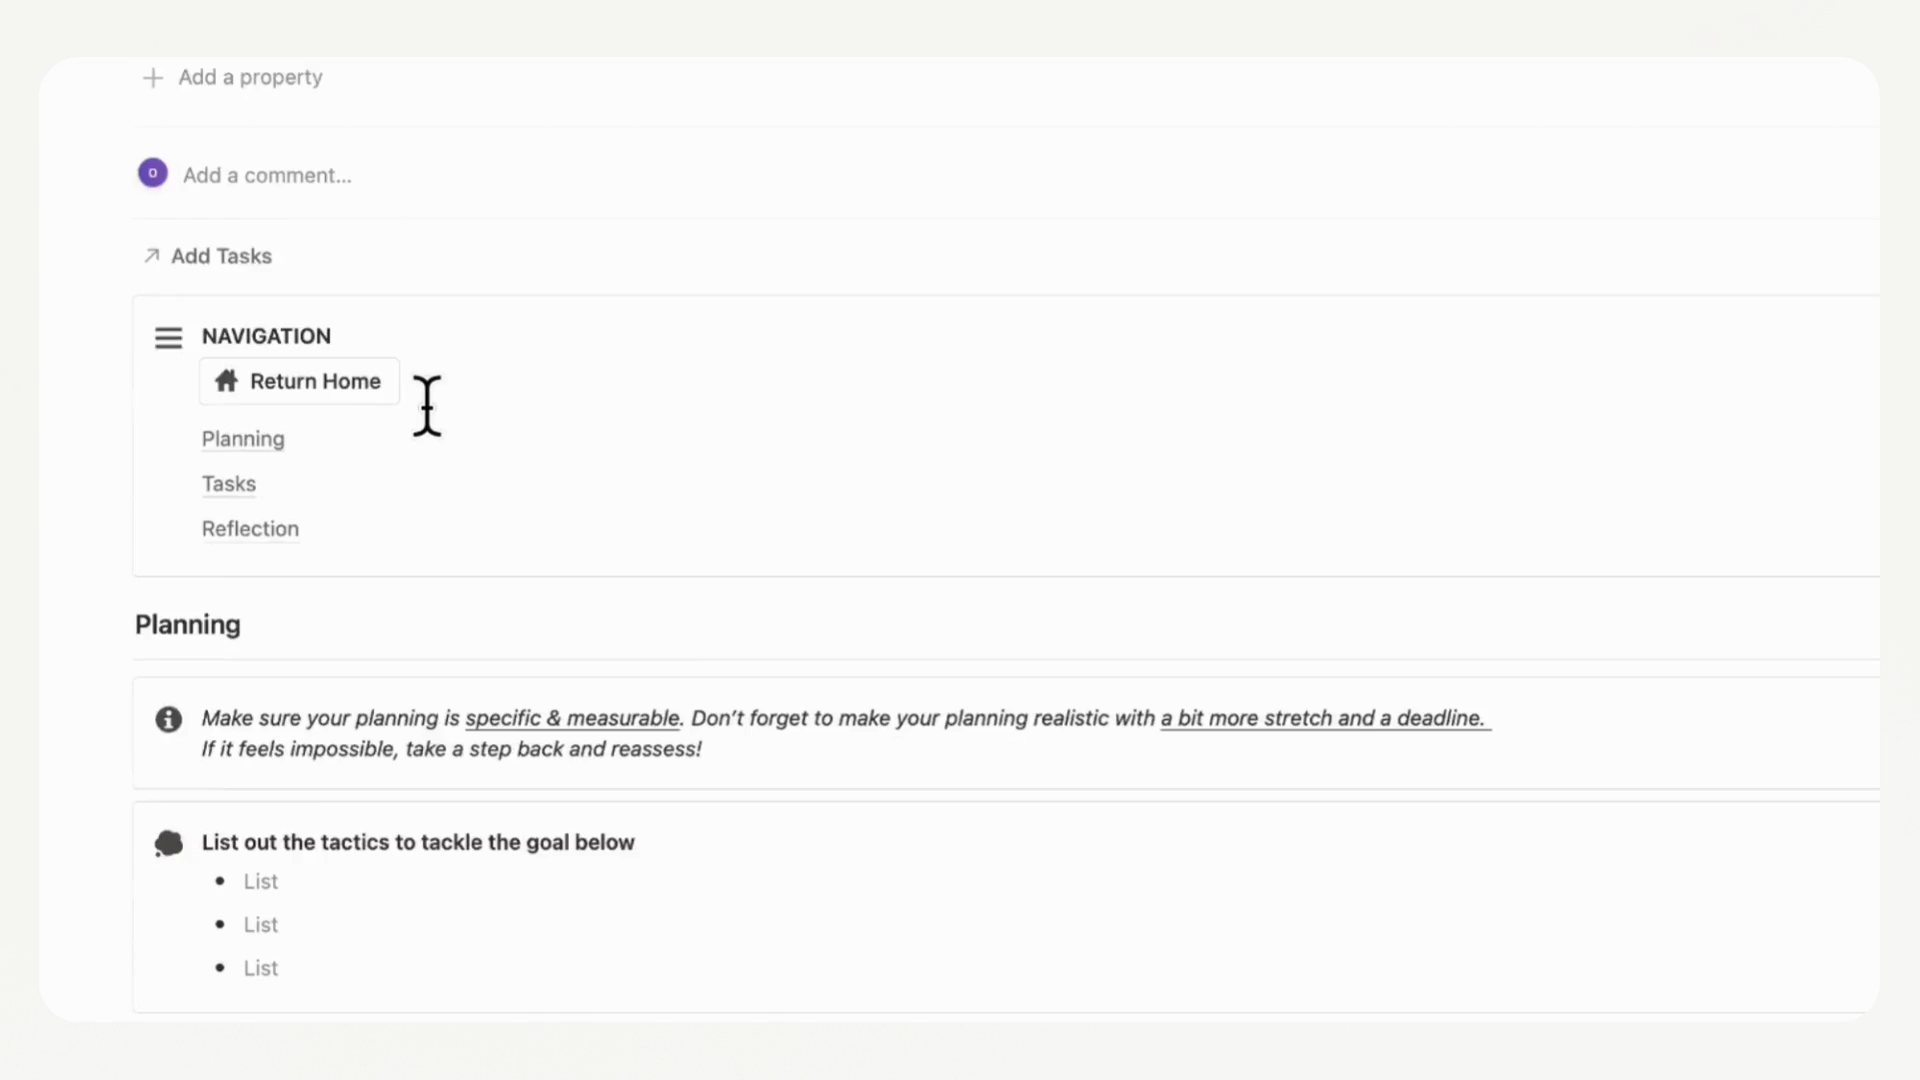 Add a property
O
Add a comment...
Add Tasks
NAVIGATION
Return Home
Planning
Tasks
Reflection
Planning
Make sure your planning is specific & measurable. Don't forget to make your planning realistic with a bit more stretch and a deadline.
If it feels impossible, take a step back and reassess!
List out the tactics to tackle the goal below
• List
• List
• List